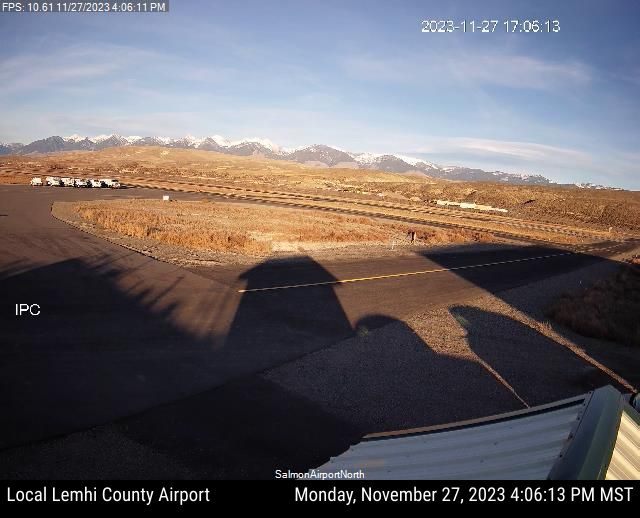 FPS: 10.61 11/27/2023 4:06:11 PM
2023-11-27 17:06:13
IPC
SalmonAirportNorth
Local Lemhi County Airport Monday, November 27, 2023 4:06:13 PM MST